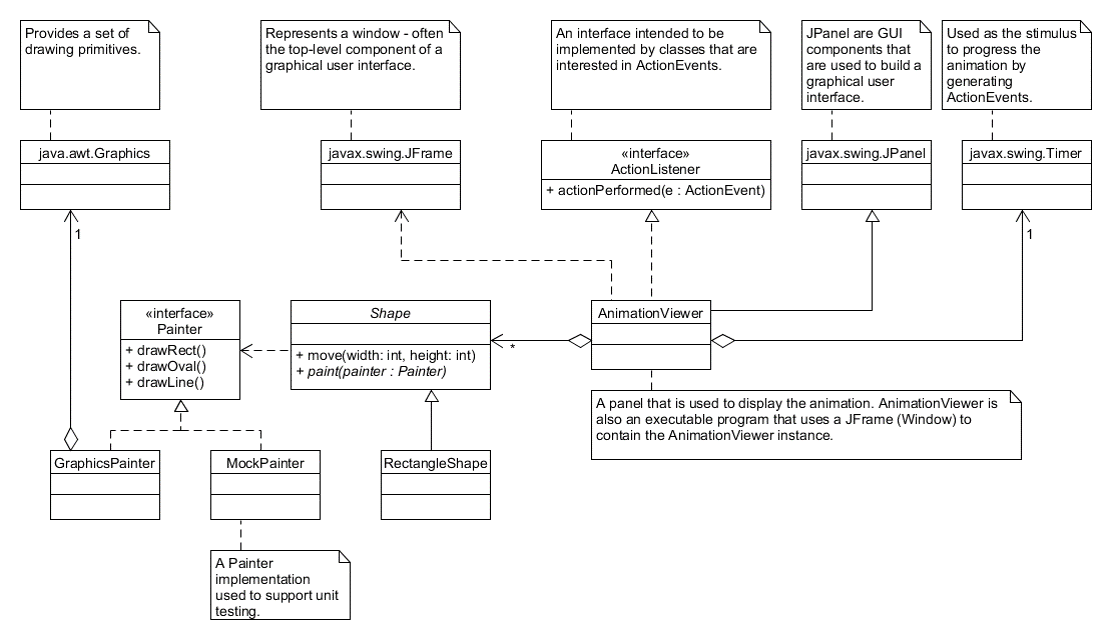 Provides a set of
drawing primitives.
Represents a window - often
the top-level component of a
graphical user interface.
An interface intended to be
implemented by classes that are
interested in ActionEvents.
JPanel are GUI
components that
are used to build a
graphical user
interface.
Used as the stimulus
to progress the
animation by
generating
ActionEvents.
java.awt.Graphics
javax.swing.JFrame
«interface»
ActionListener
+ actionPerformed(e : ActionEvent)
javax.swing.JPanel
javax.swing.Timer
1
1
«interface»
Painter
+ drawRect()
+ drawOval()
+ drawLine()
Shape
+ move(width: int, height: int)
+ paint(painter : Painter)
*
AnimationViewer
A panel that is used to display the animation. AnimationViewer is
also an executable program that uses a JFrame (Window) to
contain the AnimationViewer instance.
GraphicsPainter
MockPainter
RectangleShape
A Painter
implementation
used to support unit
testing.